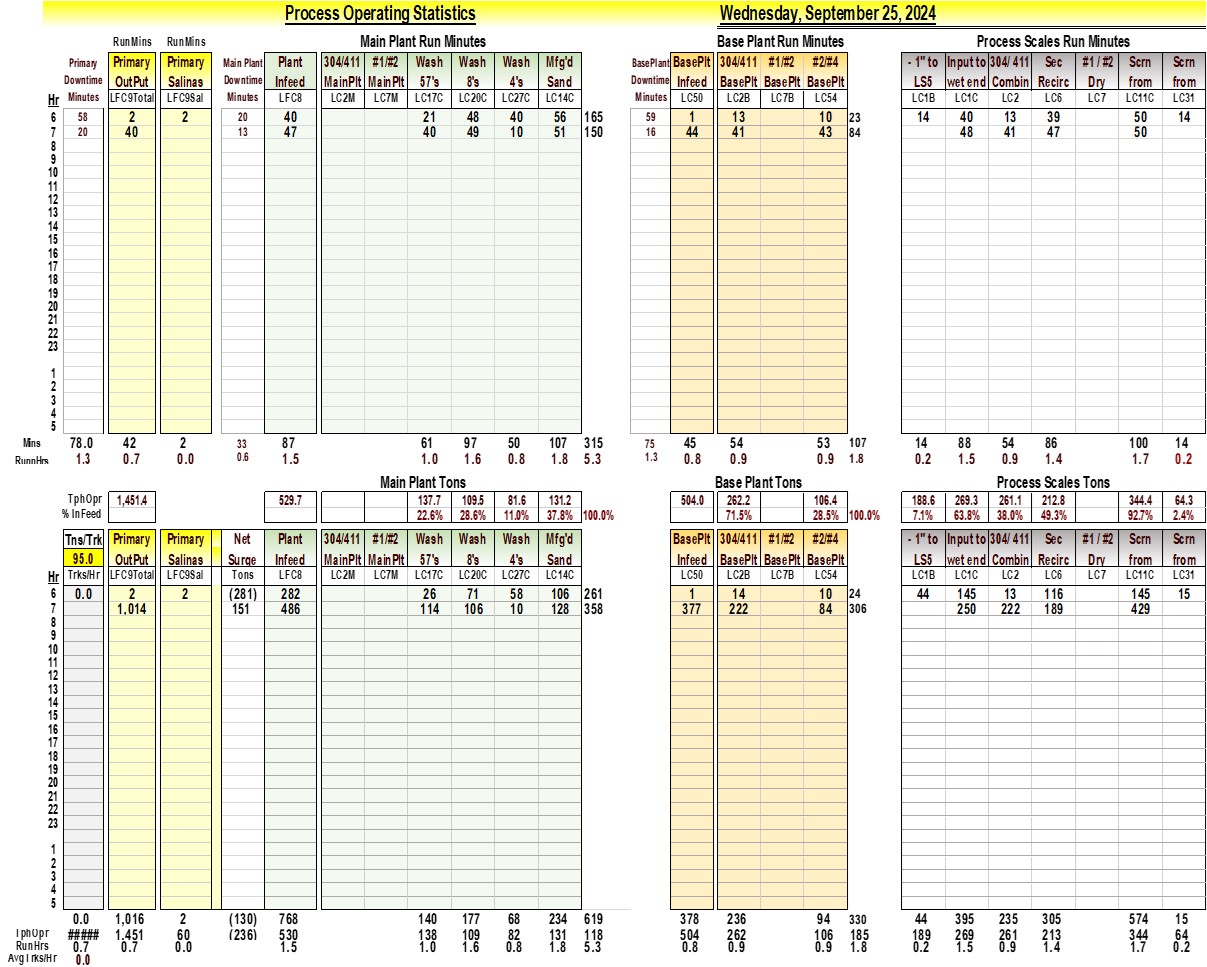 Process Operating Statistics Wednesday, September 25, 2024
RunMins RunMins Main Plant Run Minutes Base Plant Run Minutes Process Scales Run Minutes
Primary Primary Primary Main Plant Plant 304/411 #1/#2 Wash Wash Wash Mfg'd BasePlant BasePlt 304/411 #1/#2 #2/#4 - 1" to Input to 304/ 411 Sec #1 / #2 Scrn Scrn
Downtime OutPut Salinas Downtime Infeed MainPlt MainPlt 57's 8's 4's Sand Downtime Infeed BasePlt BasePlt BasePlt LS5 wet end Combin Recirc Dry from from
Hr Minutes LFC9Total LFC9Sal Minutes LFC8 LC2M LC7M LC17C LC20C LC27C LC14C Minutes LC50 LC2B LC7B LC54 LC1B LC1C LC2 LC6 LC7 LC11C LC31
6 58 2 2 20 40 21 48 40 56 165 59 1 13 10 23 14 40 13 39 50 14
7 20 40 13 47 40 49 10 51 150 16 44 41 43 84 48 41 47 50
8
9
10
11
12
13
14
15
16
17
18
19
20
21
22
23
1
2
3
4
5
Mins 78.0 42 2 33 87 61 97 50 107 315 75 45 54 53 107 14 88 54 86 100 14
RunnHrs 1.3 0.7 0.0 0.6 1.5 1.0 1.6 0.8 1.8 5.3 1.3 0.8 0.9 0.9 1.8 0.2 1.5 0.9 1.4 1.7 0.2
Main Plant Tons Base Plant Tons Process Scales Tons
TphOpr 1,451.4 529.7 137.7 109.5 81.6 131.2 504.0 262.2 106.4 188.6 269.3 261.1 212.8 344.4 64.3
% InFeed 22.6% 28.6% 11.0% 37.8% 100.0% 71.5% 28.5% 100.0% 7.1% 63.8% 38.0% 49.3% 92.7% 2.4%
Tns/Trk Primary Primary Net Plant 304/411 #1/#2 Wash Wash Wash Mfg'd BasePlt 304/411 #1/#2 #2/#4 - 1" to Input to 304/ 411 Sec #1 / #2 Scrn Scrn
95.0 OutPut Salinas Surge Infeed MainPlt MainPlt 57's 8's 4's Sand Infeed BasePlt BasePlt BasePlt LS5 wet end Combin Recirc Dry from from
Hr Trks/Hr LFC9Total LFC9Sal Tons LFC8 LC2M LC7M LC17C LC20C LC27C LC14C LC50 LC2B LC7B LC54 LC1B LC1C LC2 LC6 LC7 LC11C LC31
6 0.0 2 2 (281) 282 26 71 58 106 261 1 14 10 24 44 145 13 116 145 15
7 1,014 151 486 114 106 10 128 358 377 222 84 306 250 222 189 429
8
9
10
11
12
13
14
15
16
17
18
19
20
21
22
23
1
2
3
4
5
0.0 1,016 2 (130) 768 140 177 68 234 619 378 236 94 330 44 395 235 305 574 15
TphOpr ##### 1,451 60 (236) 530 138 109 82 131 118 504 262 106 185 189 269 261 213 344 64
RunHrs 0.7 0.7 0.0 1.5 1.0 1.6 0.8 1.8 5.3 0.8 0.9 0.9 1.8 0.2 1.5 0.9 1.4 1.7 0.2
AvgTrks/Hr 0.0